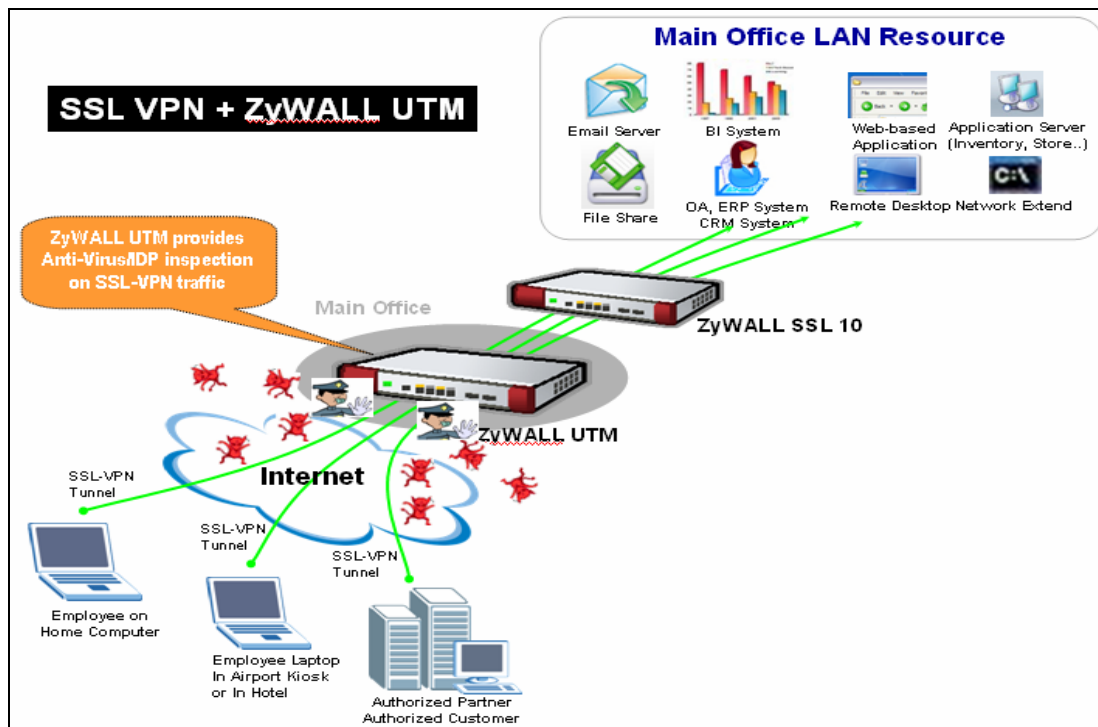 Main Office LAN Resource
SSL VPN + ZyWALL UTM
Email Server
BI System
Web-based
Application
Application Server
(Inventory, Store..)
File Share
OA, ERP System
CRM System
Remote Desktop
Network Extend
C:\
ZyWALL UTM provides
Anti-Virus/IDP inspection
on SSL-VPN traffic
Main Office
ZyWALL SSL 10
ZyWALL UTM
Internet
SSL-VPN
Tunnel
SSL-VPN
Tunnel
SSL-VPN
Tunnel
Employee on
Home Computer
Employee Laptop
In Airport Kiosk
or In Hotel
Authorized Partner
Authorized Customer